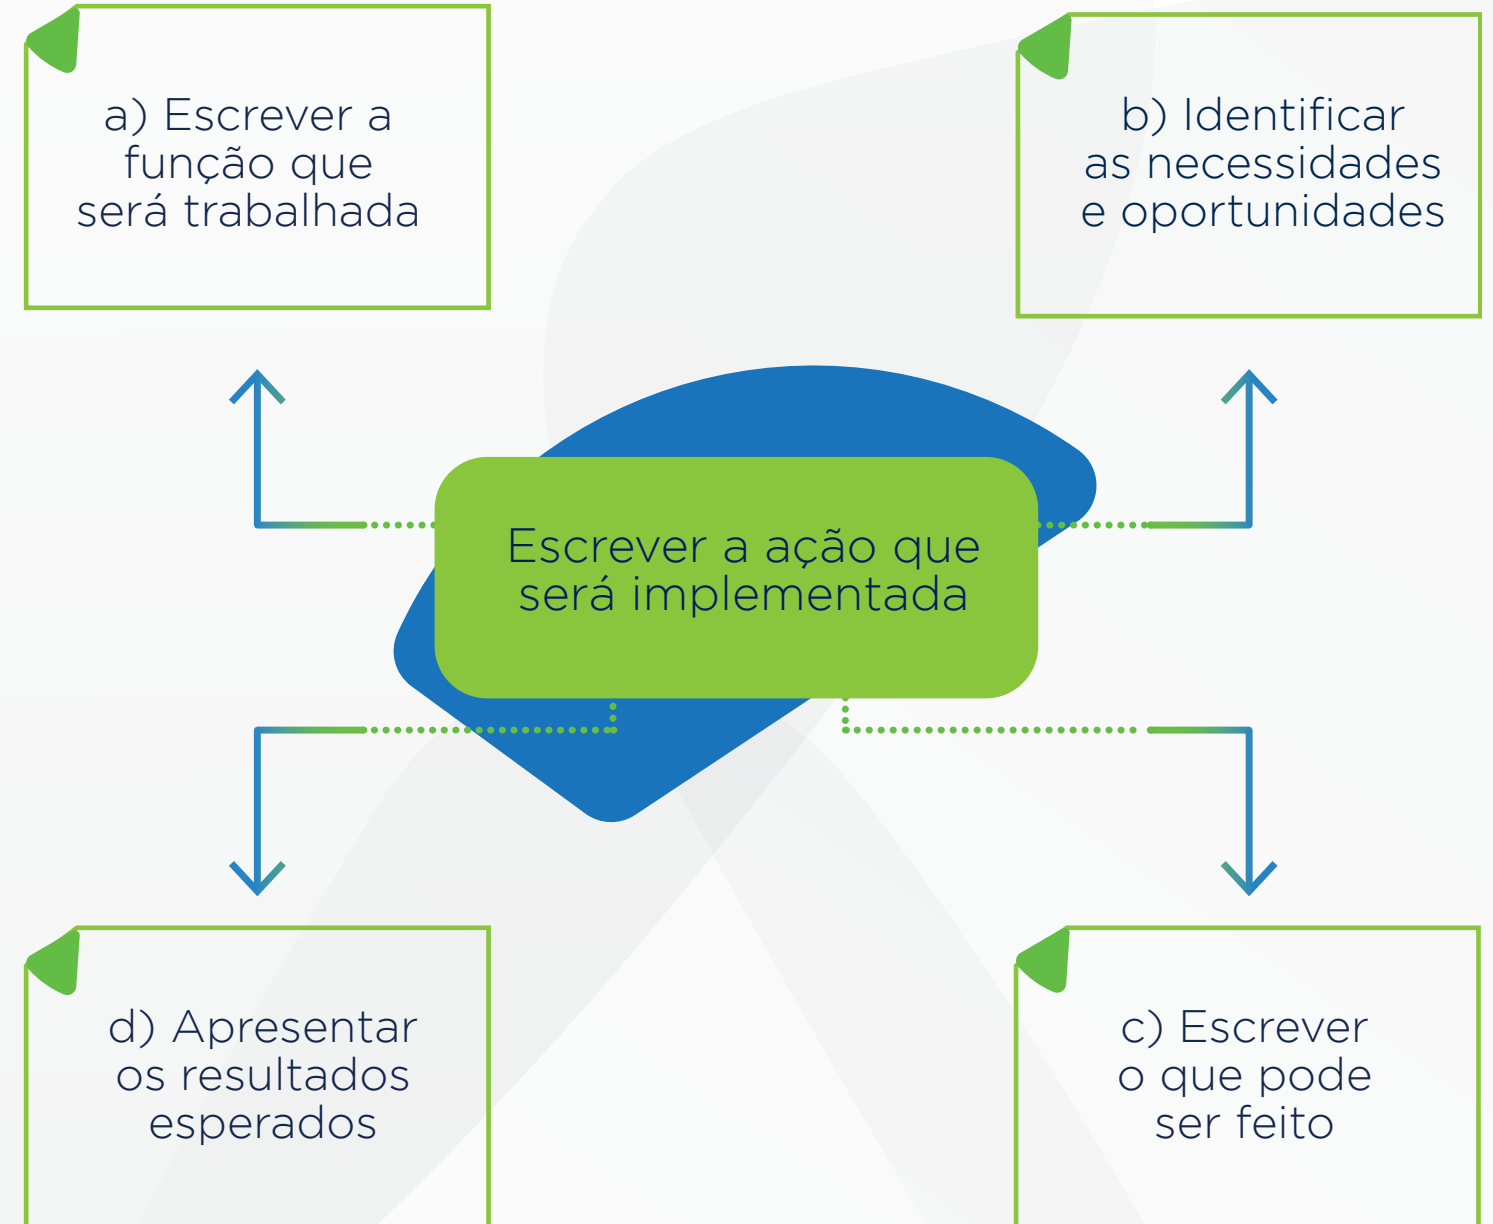 a) Escrever a
função que
será trabalhada
b) Identificar
as necessidades
e oportunidades
Escrever a ação que
será implementada
d) Apresentar
os resultados
esperados
c) Escrever
o que pode
ser feito